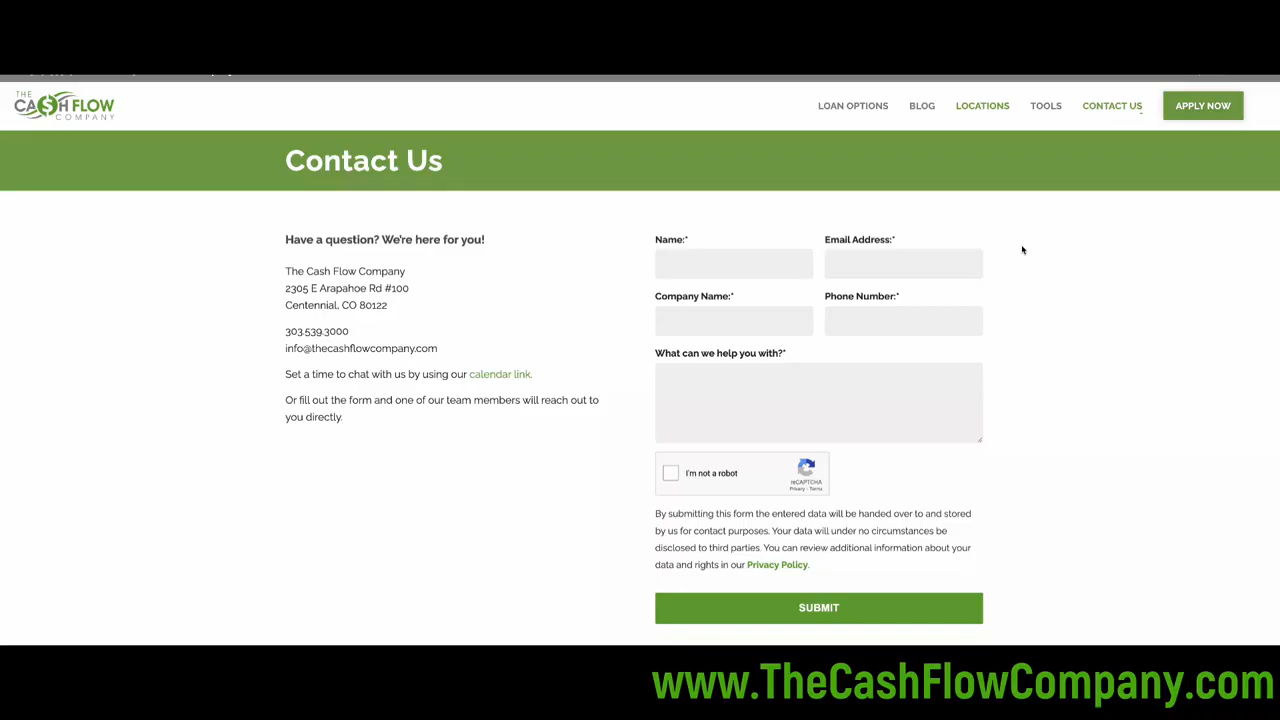 THE
CA$H FLOW
COMPANY
LOAN OPTIONS
BLOG
LOCATIONS
TOOLS
CONTACT US
APPLY NOW
Contact Us
Have a question? We're here for you!
The Cash Flow Company
2305 E Arapahoe Rd #100
Centennial, CO 80122
303.539.3000
info@thecashflowcompany.com
Set a time to chat with us by using our calendar link.
Or fill out the form and one of our team members will reach out to
you directly.
Name:*
Email Address:*
Company Name:*
Phone Number:*
What can we help you with?*
I'm not a robot
reCAPTCHA
Privacy - Terms
By submitting this form the entered data will be handed over to and stored
by us for contact purposes. Your data will under no circumstances be
disclosed to third parties. You can review additional information about your
data and rights in our Privacy Policy.
SUBMIT
www.TheCashFlowCompany.com